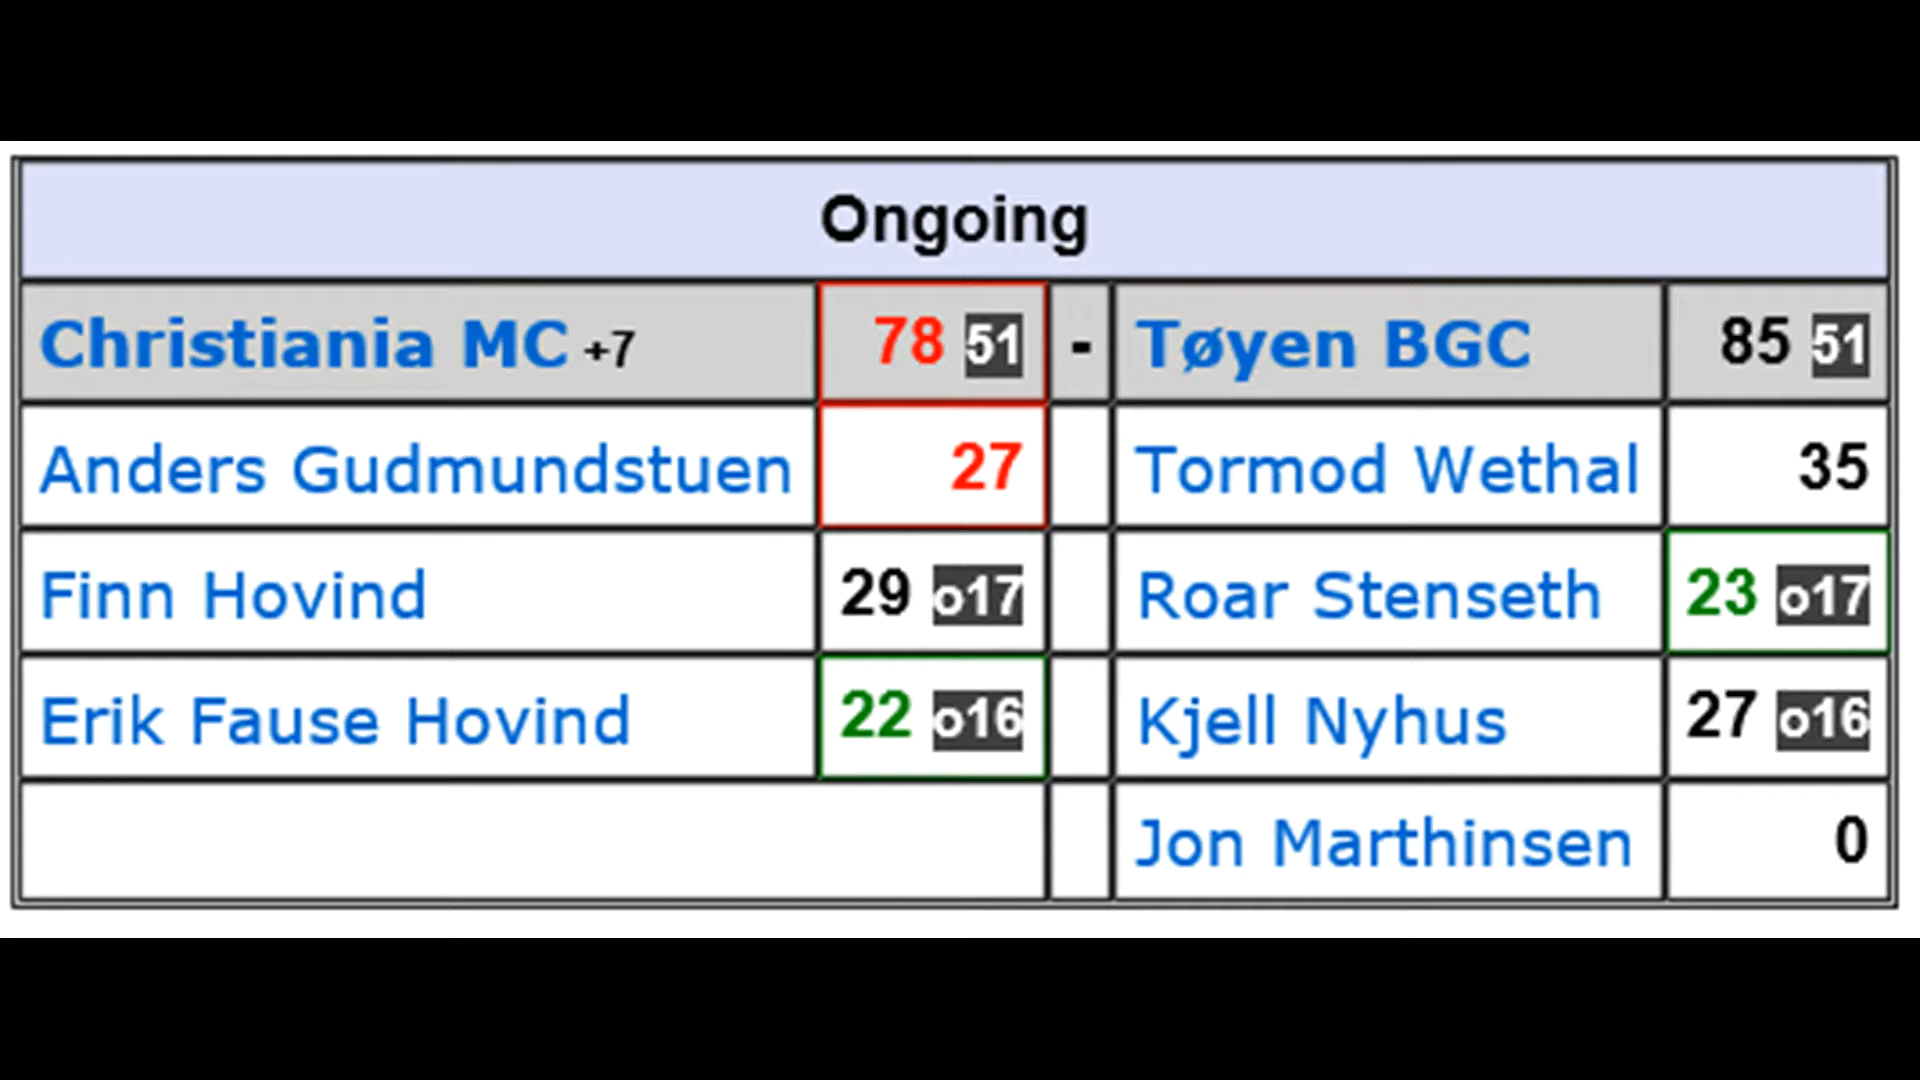 Ongoing
Christiania MC +7 78 51 - Tøyen BGC 85 51
Anders Gudmundstuen 27 Tormod Wethal 35
Finn Hovind 29 o17 Roar Stenseth 23 o17
Erik Fause Hovind 22 o16 Kjell Nyhus 27 o16
Jon Marthinsen 0